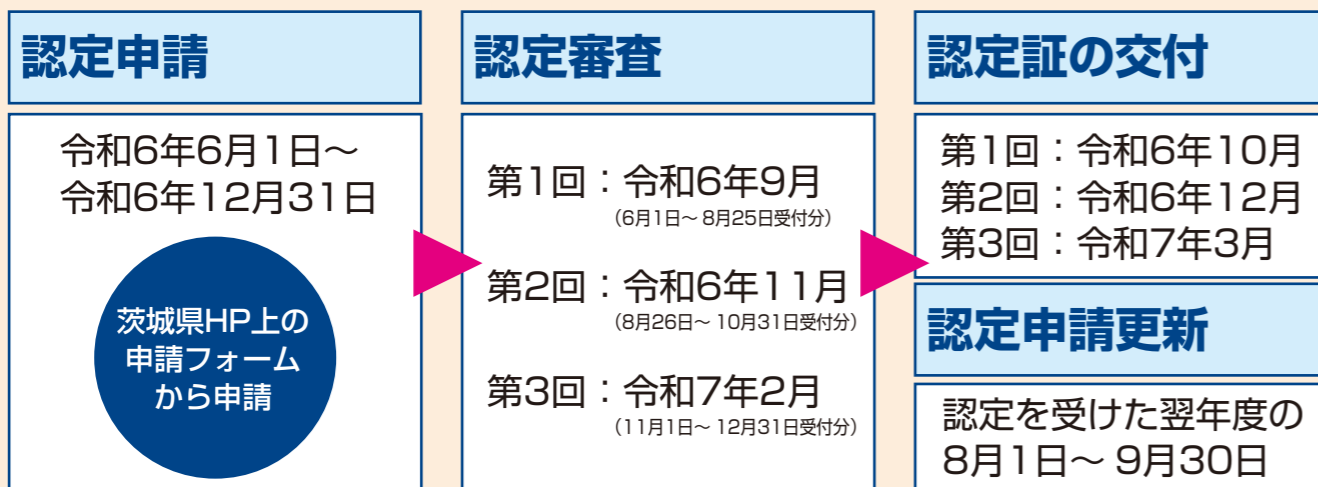 認定申請
令和6年6月1日～
令和6年12月31日
茨城県HP上の
申請フォーム
から申請
認定審査
第1回：令和6年9月
（6月1日～ 8月25日受付分）
第2回：令和6年11月
（8月26日～ 10月31日受付分）
第3回：令和7年2月
（11月1日～ 12月31日受付分）
認定証の交付
第1回：令和6年10月
第2回：令和6年12月
第3回：令和7年3月
認定申請更新
認定を受けた翌年度の
8月1日～ 9月30日